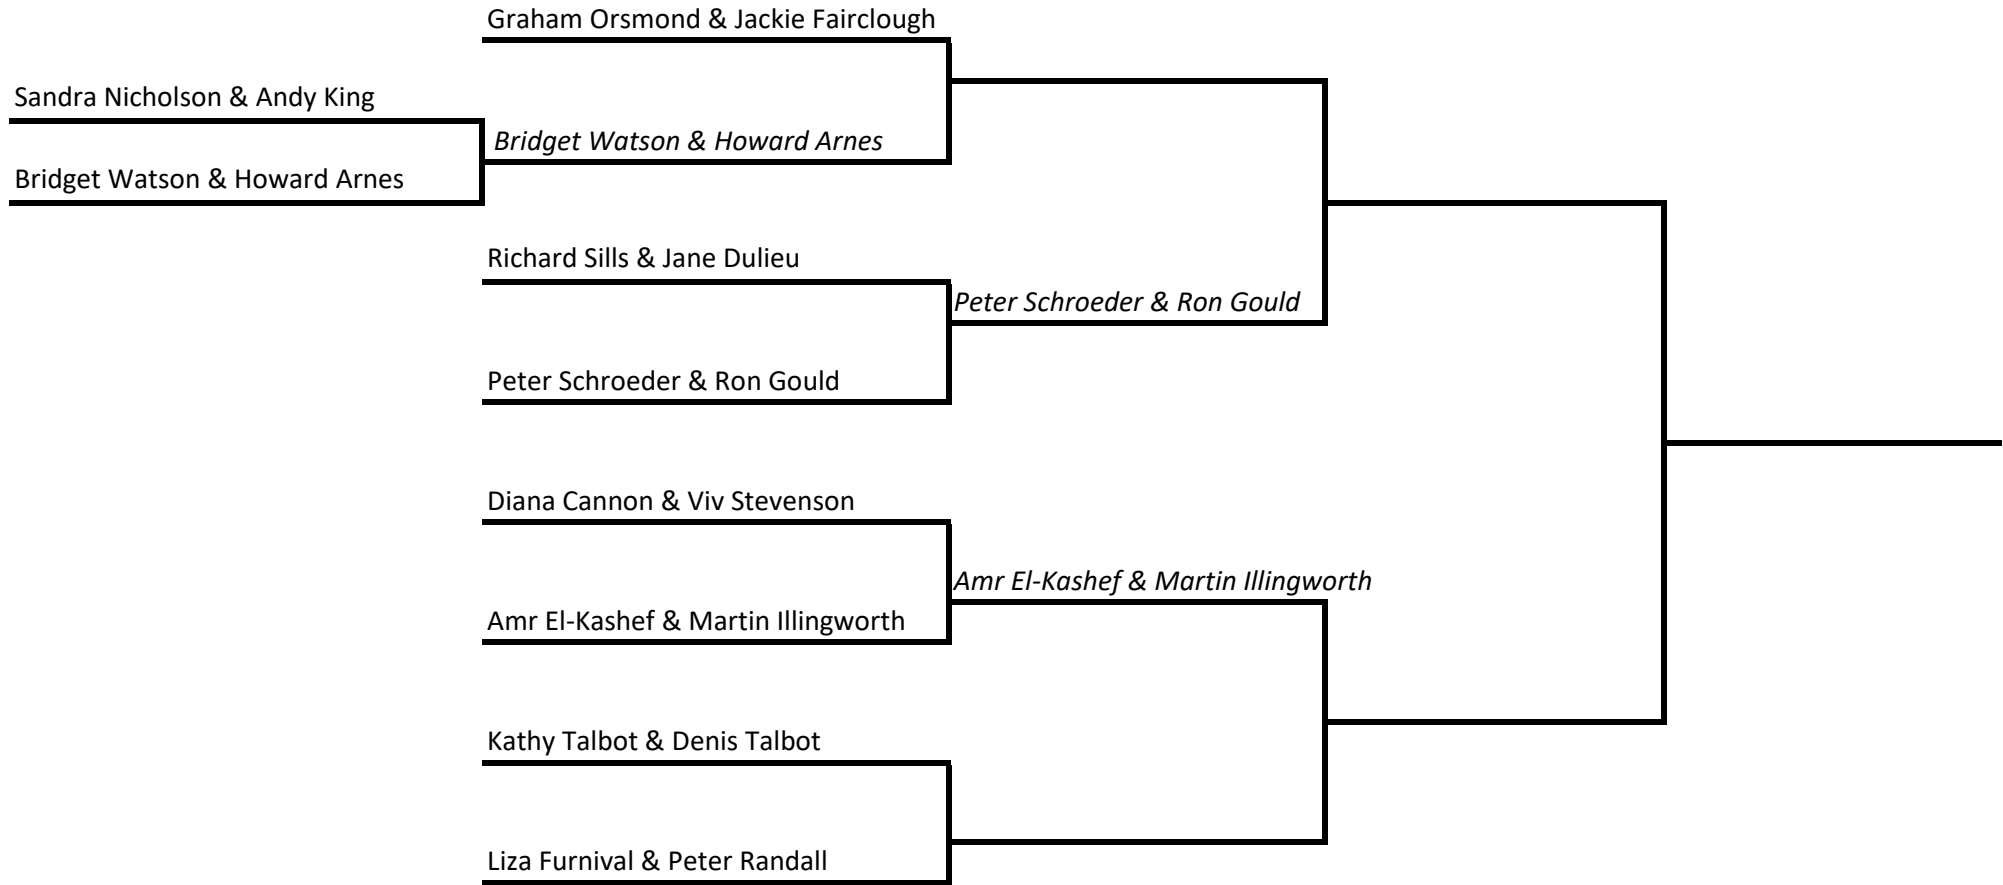 Graham Orsmond & Jackie Fairclough
Sandra Nicholson & Andy King
Bridget Watson & Howard Arnes
Bridget Watson & Howard Arnes
Richard Sills & Jane Dulieu
Peter Schroeder & Ron Gould
Peter Schroeder & Ron Gould
Diana Cannon & Viv Stevenson
Amr El-Kashef & Martin Illingworth
Amr El-Kashef & Martin Illingworth
Kathy Talbot & Denis Talbot
Liza Furnival & Peter Randall